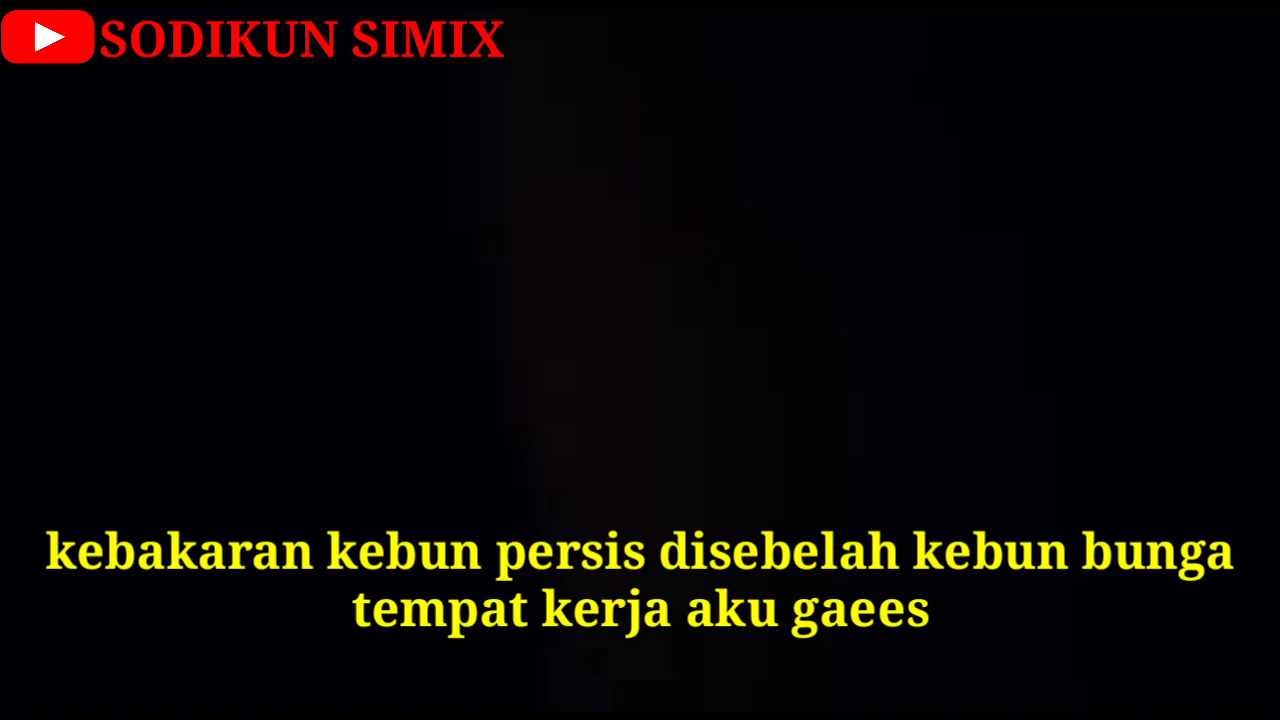 SODIKUN SIMIX
kebakaran kebun persis disebelah kebun bunga
tempat kerja aku gaees